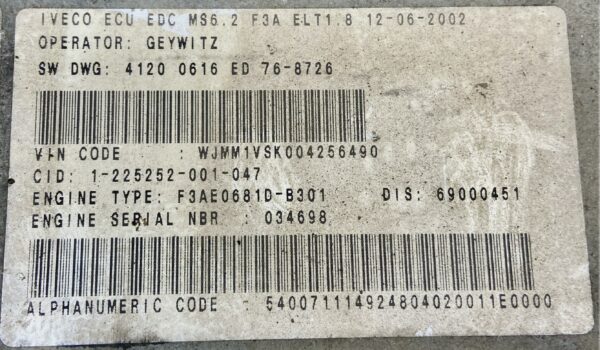 IVECO ECU EDC MS6.2 F3A ELT1.8 12-06-2002
OPERATOR: GEYWITZ
SW DWG: 4120 0616 ED 76-8726
VIN CODE : WJMM1VSK004256490
CID: 1-225252-001-047
ENGINE TYPE: F3AE0681D-B301 DIS: 69000451
ENGINE SERIAL NBR : 034698
ALPHANUMERIC CODE : 540071114924804020011E0000